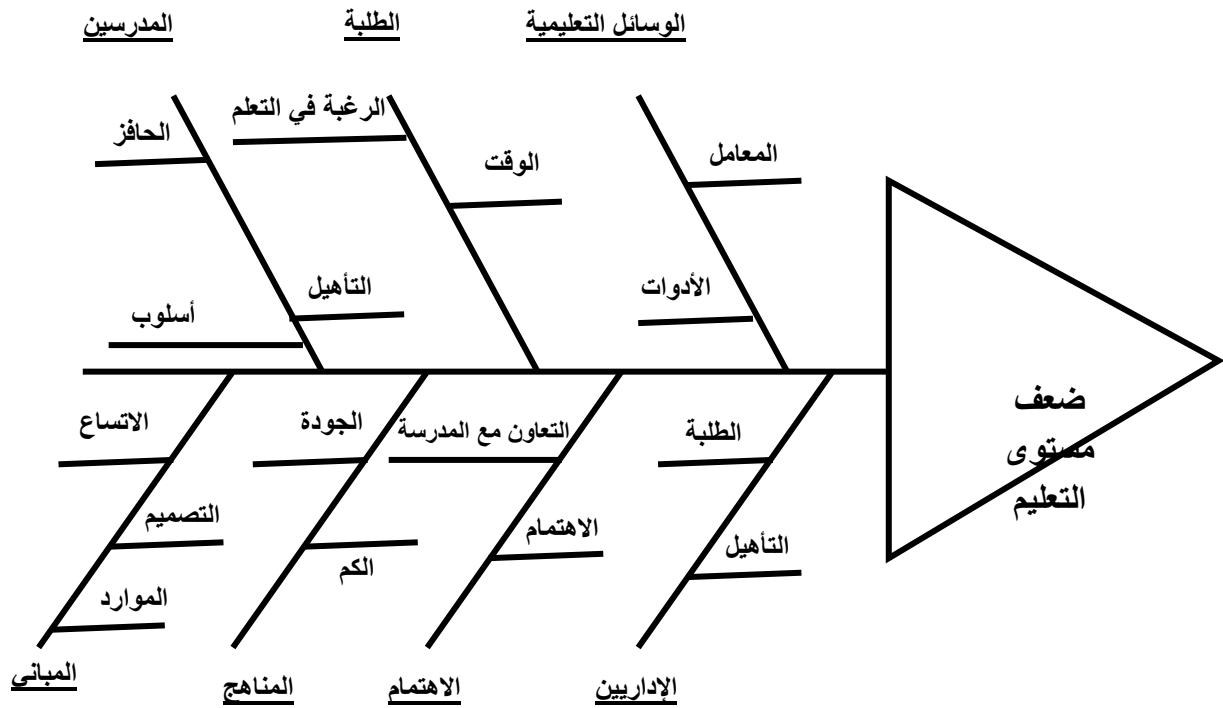 الوسائل التعليمية
الطلبة
المدرسين
الرغبة في التعلم
الحافز
المعامل
الوقت
الأدوات
التأهيل
أسلوب
ضعف
مستوى
التعليم
الطلبة
التعاون مع المدرسة
الجودة
الاتساع
التأهيل
الاهتمام
الكم
التصميم
الموارد
الإداريين
الاهتمام
المناهج
المباني